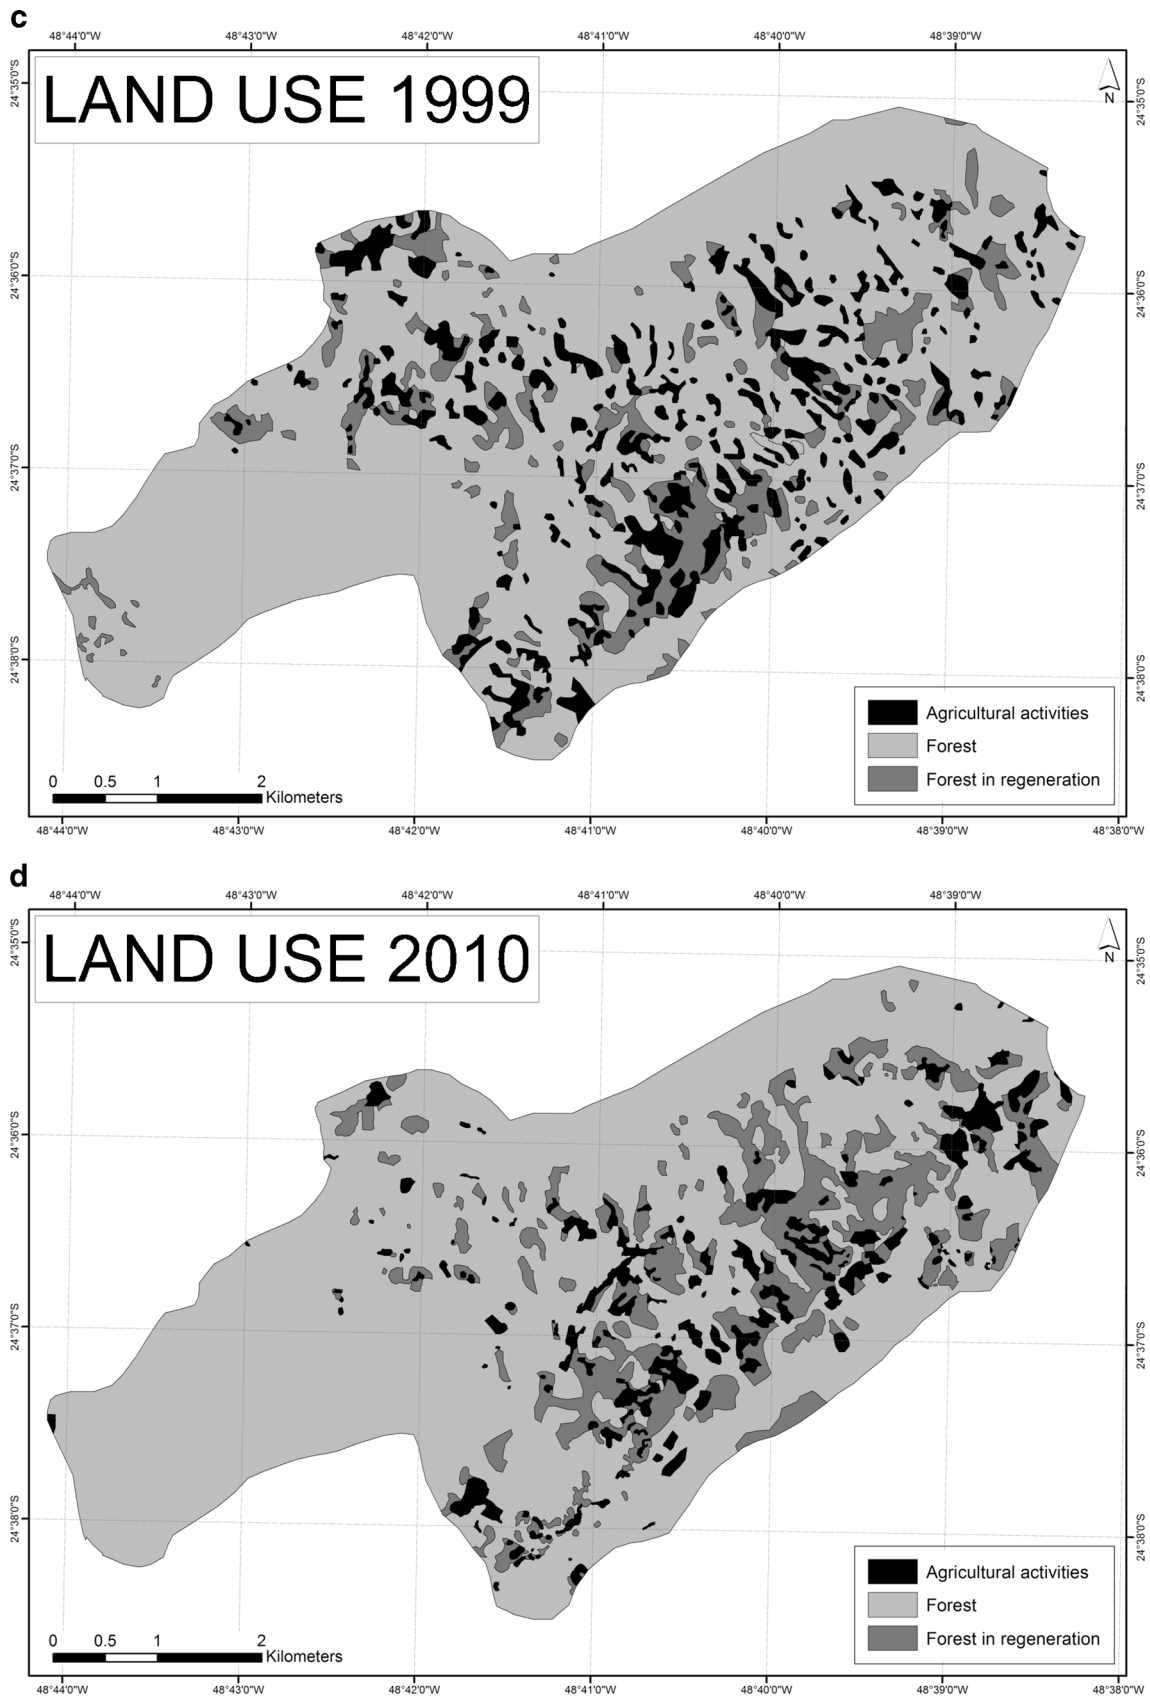 c
48°44'0"W 48°43'0"W 48°42'0"W 48°41'0"W 48°40'0"W 48°39'0"W
LAND USE 1999
N
24°35'0"S 24°35'0"S
24°36'0"S 24°36'0"S
24°37'0"S 24°37'0"S
24°38'0"S 24°38'0"S
Agricultural activities
Forest
Forest in regeneration
0 0.5 1 2
Kilometers
48°44'0"W 48°43'0"W 48°42'0"W 48°41'0"W 48°40'0"W 48°39'0"W 48°38'0"W
d
48°44'0"W 48°43'0"W 48°42'0"W 48°41'0"W 48°40'0"W 48°39'0"W
LAND USE 2010
N
24°35'0"S 24°35'0"S
24°36'0"S 24°36'0"S
24°37'0"S 24°37'0"S
24°38'0"S 24°38'0"S
Agricultural activities
Forest
Forest in regeneration
0 0.5 1 2
Kilometers
48°44'0"W 48°43'0"W 48°42'0"W 48°41'0"W 48°40'0"W 48°39'0"W 48°38'0"W